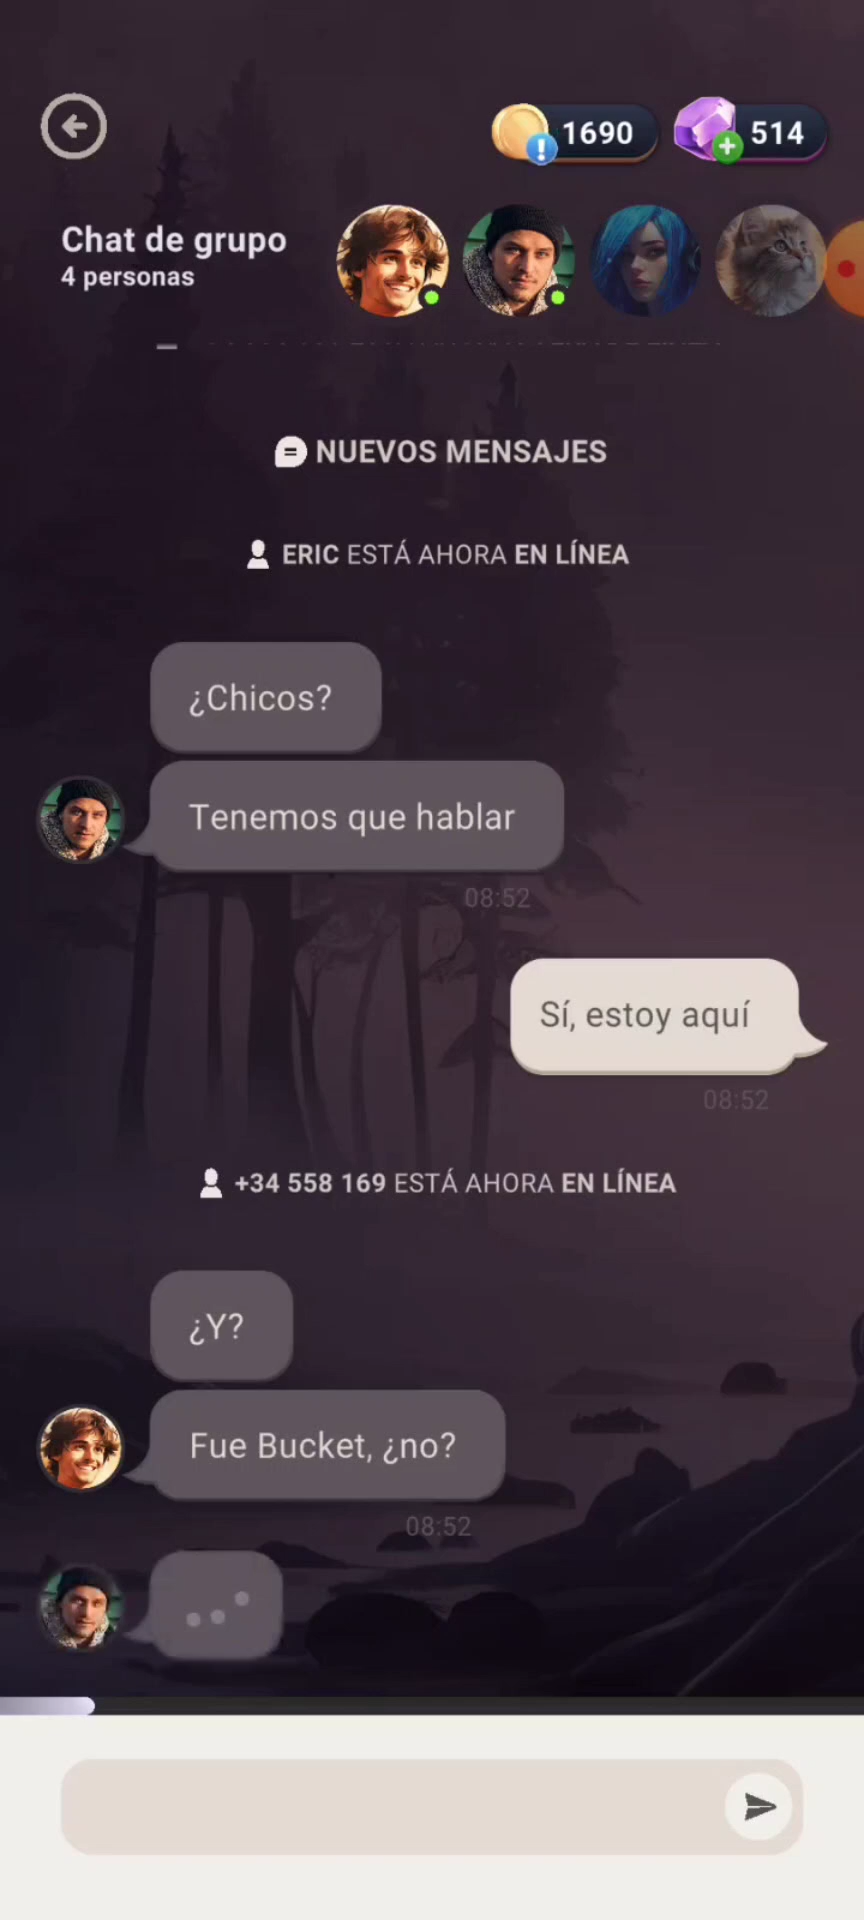 1690
514
Chat de grupo
4 personas
NUEVOS MENSAJES
ERIC ESTÁ AHORA EN LÍNEA
¿Chicos?
Tenemos que hablar
08:52
Sí, estoy aquí
08:52
+34 558 169 ESTÁ AHORA EN LÍNEA
¿Y?
Fue Bucket, ¿no?
08:52